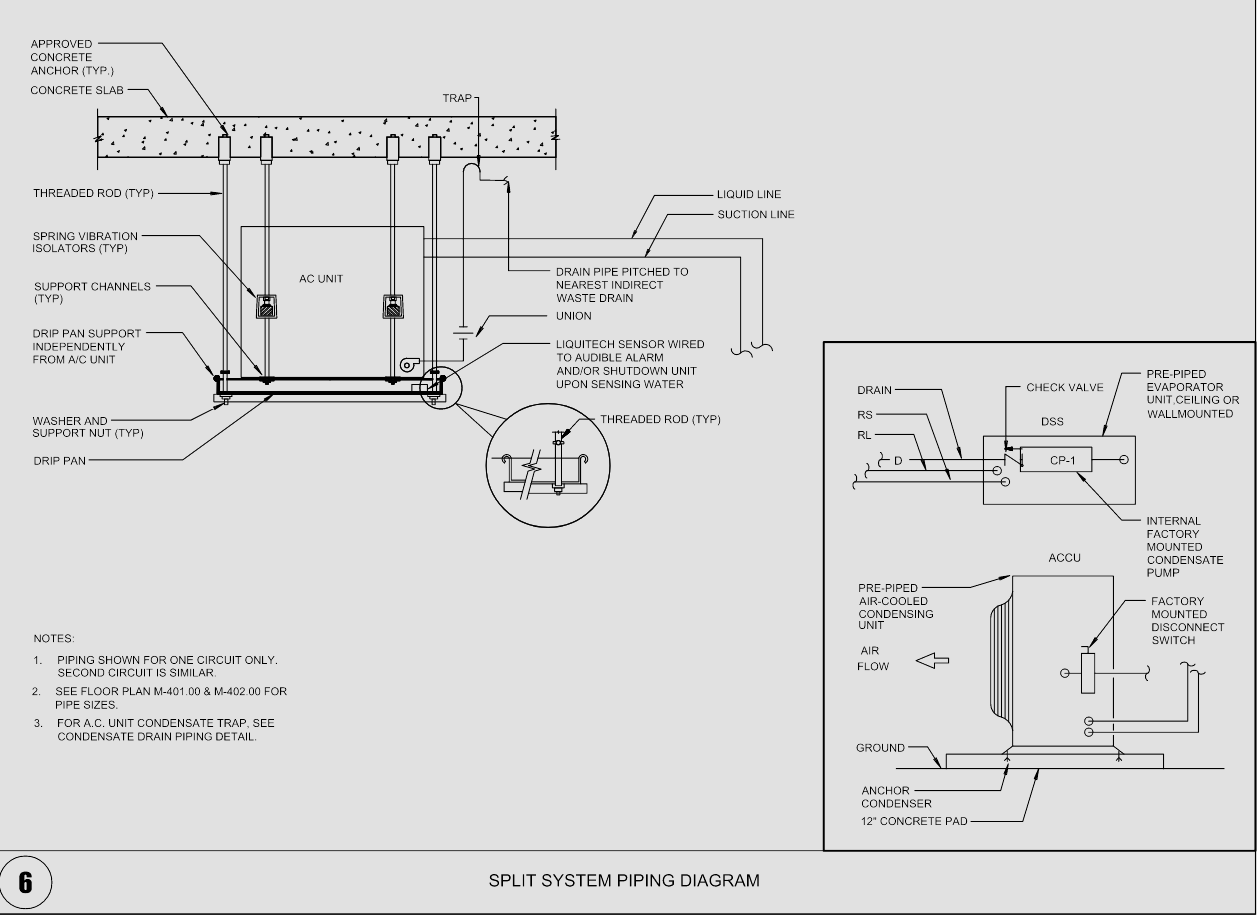 APPROVED
CONCRETE
ANCHOR (TYP.)
CONCRETE SLAB
TRAP
THREADED ROD (TYP)
SPRING VIBRATION
ISOLATORS (TYP)
AC UNIT
SUPPORT CHANNELS
(TYP)
DRIP PAN SUPPORT
INDEPENDENTLY
FROM A/C UNIT
WASHER AND
SUPPORT NUT (TYP)
DRIP PAN
LIQUID LINE
SUCTION LINE
DRAIN PIPE PITCHED TO
NEAREST INDIRECT
WASTE DRAIN
UNION
LIQUITECH SENSOR WIRED
TO AUDIBLE ALARM
AND/OR SHUTDOWN UNIT
UPON SENSING WATER
THREADED ROD (TYP)
NOTES:
1. PIPING SHOWN FOR ONE CIRCUIT ONLY.
SECOND CIRCUIT IS SIMILAR.
2. SEE FLOOR PLAN M-401.00 & M-402.00 FOR
PIPE SIZES.
3. FOR A.C. UNIT CONDENSATE TRAP, SEE
CONDENSATE DRAIN PIPING DETAIL.
DRAIN
RS
RL
D
CHECK VALVE
DSS
CP-1
PRE-PIPED
EVAPORATOR
UNIT,CEILING OR
WALLMOUNTED
INTERNAL
FACTORY
MOUNTED
CONDENSATE
PUMP
ACCU
PRE-PIPED
AIR-COOLED
CONDENSING
UNIT
FACTORY
MOUNTED
DISCONNECT
SWITCH
AIR
FLOW
GROUND
ANCHOR
CONDENSER
12" CONCRETE PAD
6
SPLIT SYSTEM PIPING DIAGRAM